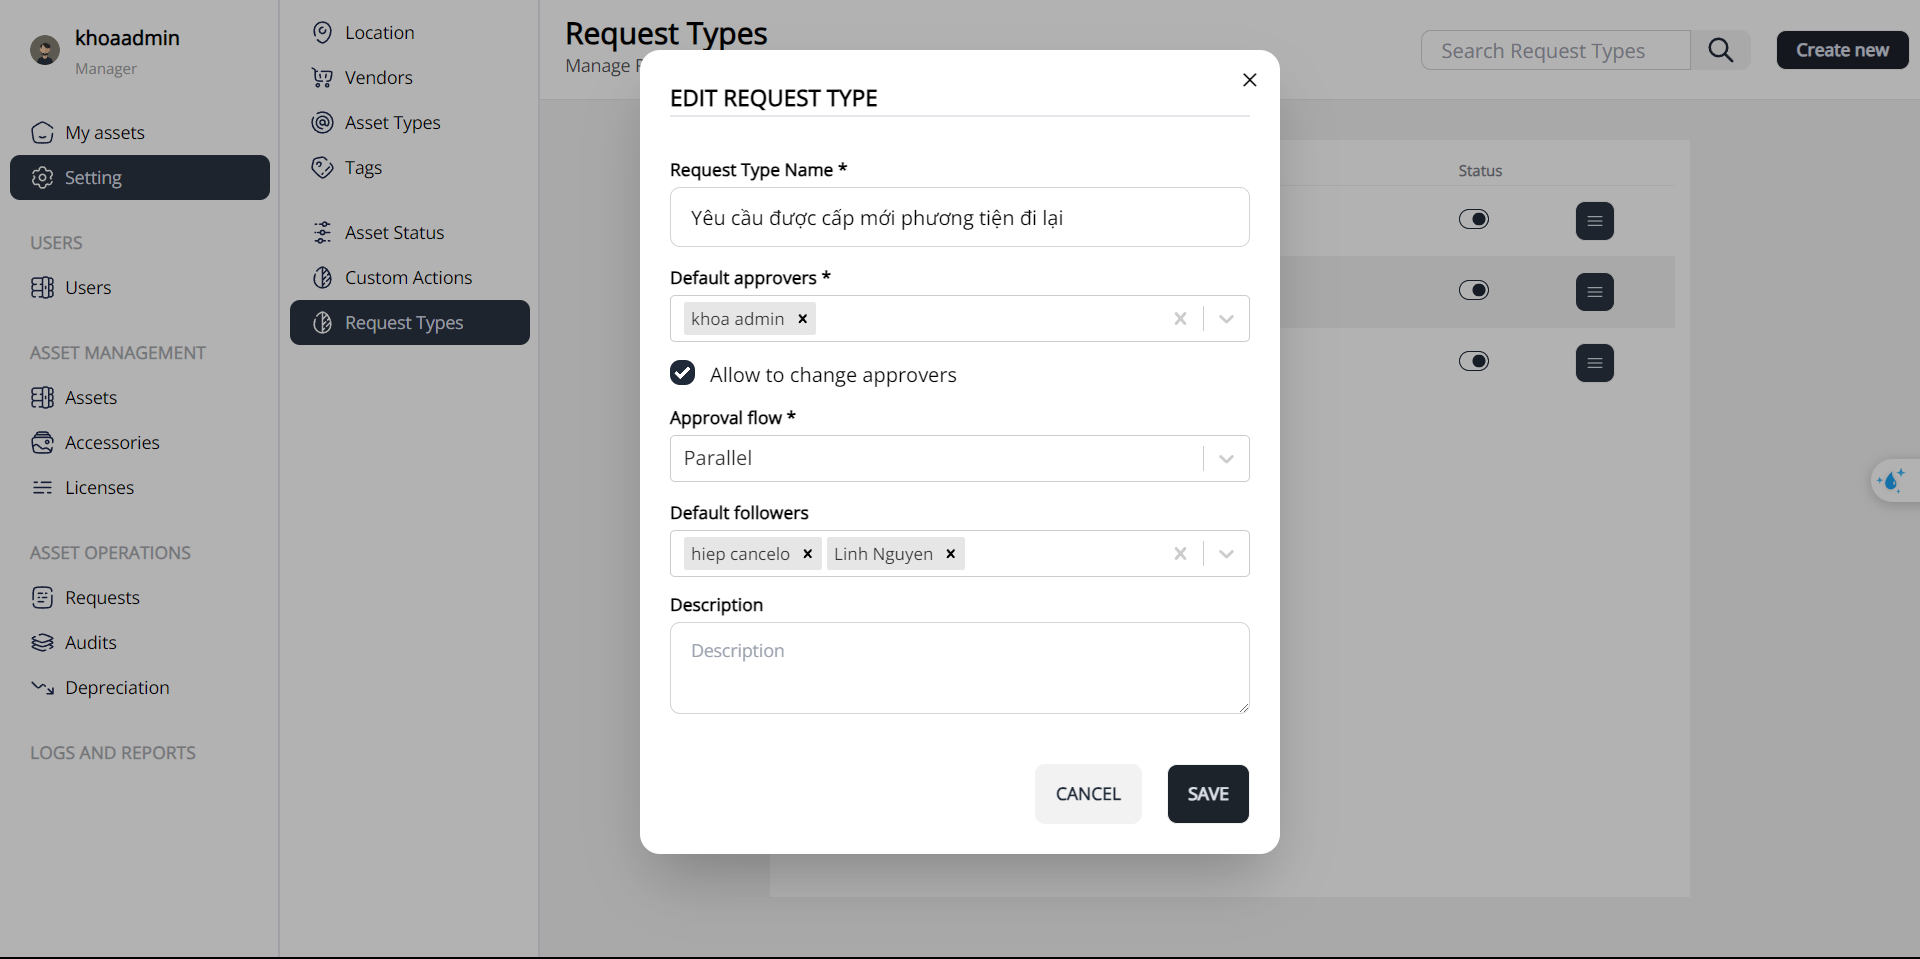 khoaadmin
Manager
My assets
Setting
USERS
Users
ASSET MANAGEMENT
Assets
Accessories
Licenses
ASSET OPERATIONS
Requests
Audits
Depreciation
LOGS AND REPORTS
Location
Vendors
Asset Types
Tags
Asset Status
Custom Actions
Request Types
Request Types
Manage
Search Request Types
Create new
Status
EDIT REQUEST TYPE
Request Type Name *
Yêu cầu được cấp mới phương tiện đi lại
Default approvers *
khoa admin
Allow to change approvers
Approval flow *
Parallel
Default followers
hiep cancelo Linh Nguyen
Description
Description
CANCEL SAVE